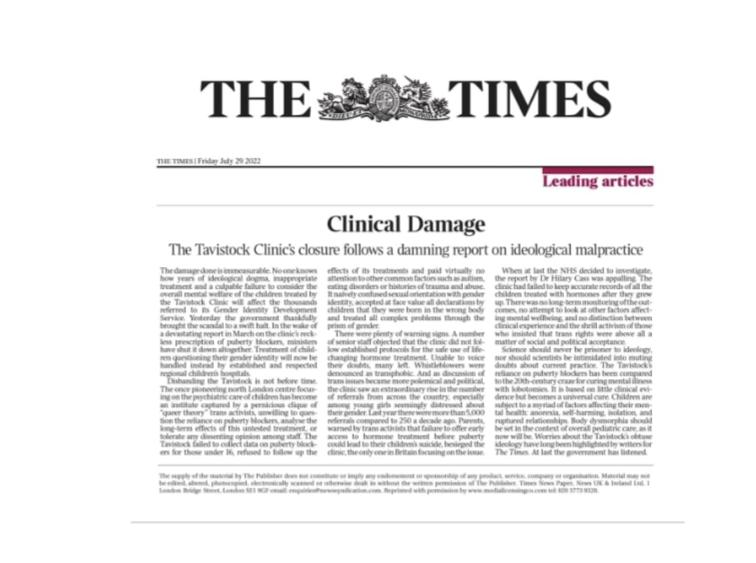 THE TIMES
DIEU ET MON DROIT
THE TIMES | Friday July 29 2022
Leading articles
Clinical Damage
The Tavistock Clinic's closure follows a damning report on ideological malpractice
The damage done is immeasurable. No one knows
how years of ideological dogma, inappropriate
treatment and a culpable failure to consider the
overall mental welfare of the children treated by
the Tavistock Clinic will affect the thousands
referred to its Gender Identity Development
Service. Yesterday the government thankfully
brought the scandal to a swift halt. In the wake of
a devastating report in March on the clinic's reck-
less prescription of puberty blockers, ministers
have shut it down altogether. Treatment of child-
ren questioning their gender identity will now be
handled instead by established and respected
regional children's hospitals.
Disbanding the Tavistock is not before time.
The once pioneering north London centre focus-
ing on the psychiatric care of children has become
an institute captured by a pernicious clique of
"queer theory" trans activists, unwilling to ques-
tion the reliance on puberty blockers, analyse the
long-term effects of this untested treatment, or
tolerate any dissenting opinion among staff. The
Tavistock failed to collect data on puberty block-
ers for those under 16, refused to follow up the
effects of its treatments and paid virtually no
attention to other common factors such as autism,
eating disorders or histories of trauma and abuse.
It naively confused sexual orientation with gender
identity, accepted at face value all declarations by
children that they were born in the wrong body
and treated all complex problems through the
prism of gender.
There were plenty of warning signs. A number
of senior staff objected that the clinic did not fol-
low established protocols for the safe use of life-
changing hormone treatment. Unable to voice
their doubts, many left. Whistleblowers were
denounced as transphobic. And as discussion of
trans issues became more polemical and political,
the clinic saw an extraordinary rise in the number
of referrals from across the country, especially
among young girls seemingly distressed about
their gender. Last year there were more than 5,000
referrals compared to 250 a decade ago. Parents,
warned by trans activists that failure to offer early
access to hormone treatment before puberty
could lead to their children's suicide, besieged the
clinic, the only one in Britain focusing on the issue.
When at last the NHS decided to investigate,
the report by Dr Hilary Cass was appalling. The
clinic had failed to keep accurate records of all the
children treated with hormones after they grew
up. There was no long-term monitoring of the out-
comes, no attempt to look at other factors affect-
ing mental wellbeing, and no distinction between
clinical experience and the shrill activism of those
who insisted that trans rights were above all a
matter of social and political acceptance.
Science should never be prisoner to ideology,
nor should scientists be intimidated into muting
doubts about current practice. The Tavistock's
reliance on puberty blockers has been compared
to the 20th-century craze for curing mental illness
with lobotomies. It is based on little clinical evi-
dence but becomes a universal cure. Children are
subject to a myriad of factors affecting their men-
tal health: anorexia, self-harming, isolation, and
ruptured relationships. Body dysmorphia should
be set in the context of overall pediatric care, as it
now will be. Worries about the Tavistock's obtuse
ideology have long been highlighted by writers for
The Times. At last the government has listened.
The supply of the material by The Publisher does not constitute or imply any endorsement or sponsorship of any product, service, company or organisation. Material may not
be edited, altered, photocopied, electronically scanned or otherwise dealt in without the written permission of The Publisher. Times News Paper, News UK & Ireland Ltd, 1
London Bridge Street, London SE1 9GF email: enquiries@newssyndication.com. Reprinted with permission by www.medialicensingco.com tel: 020 3773 9320.